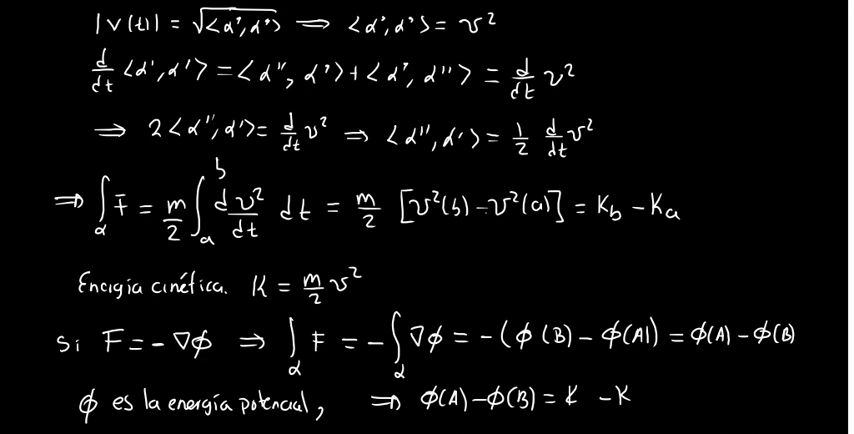 |v(t)| = √⟨α', α'⟩ ⟹ ⟨α', α'⟩ = v²
d/dt ⟨α', α'⟩ = ⟨α'', α'⟩ + ⟨α', α''⟩ = d/dt v²
⟹ 2⟨α'', α'⟩ = d/dt v² ⟹ ⟨α'', α'⟩ = 1/2 d/dt v²
⟹ ∫_α F̄ = m/2 ∫_a^b dv²/dt dt = m/2 [v²(b) - v²(a)] = K_b - K_a
Energía cinética. K = m/2 v²
Si F = -∇ϕ ⟹ ∫_α F = -∫_α ∇ϕ = -(ϕ(B) - ϕ(A)) = ϕ(A) - ϕ(B)
ϕ es la energía potencial, ⟹ ϕ(A) - ϕ(B) = K - K